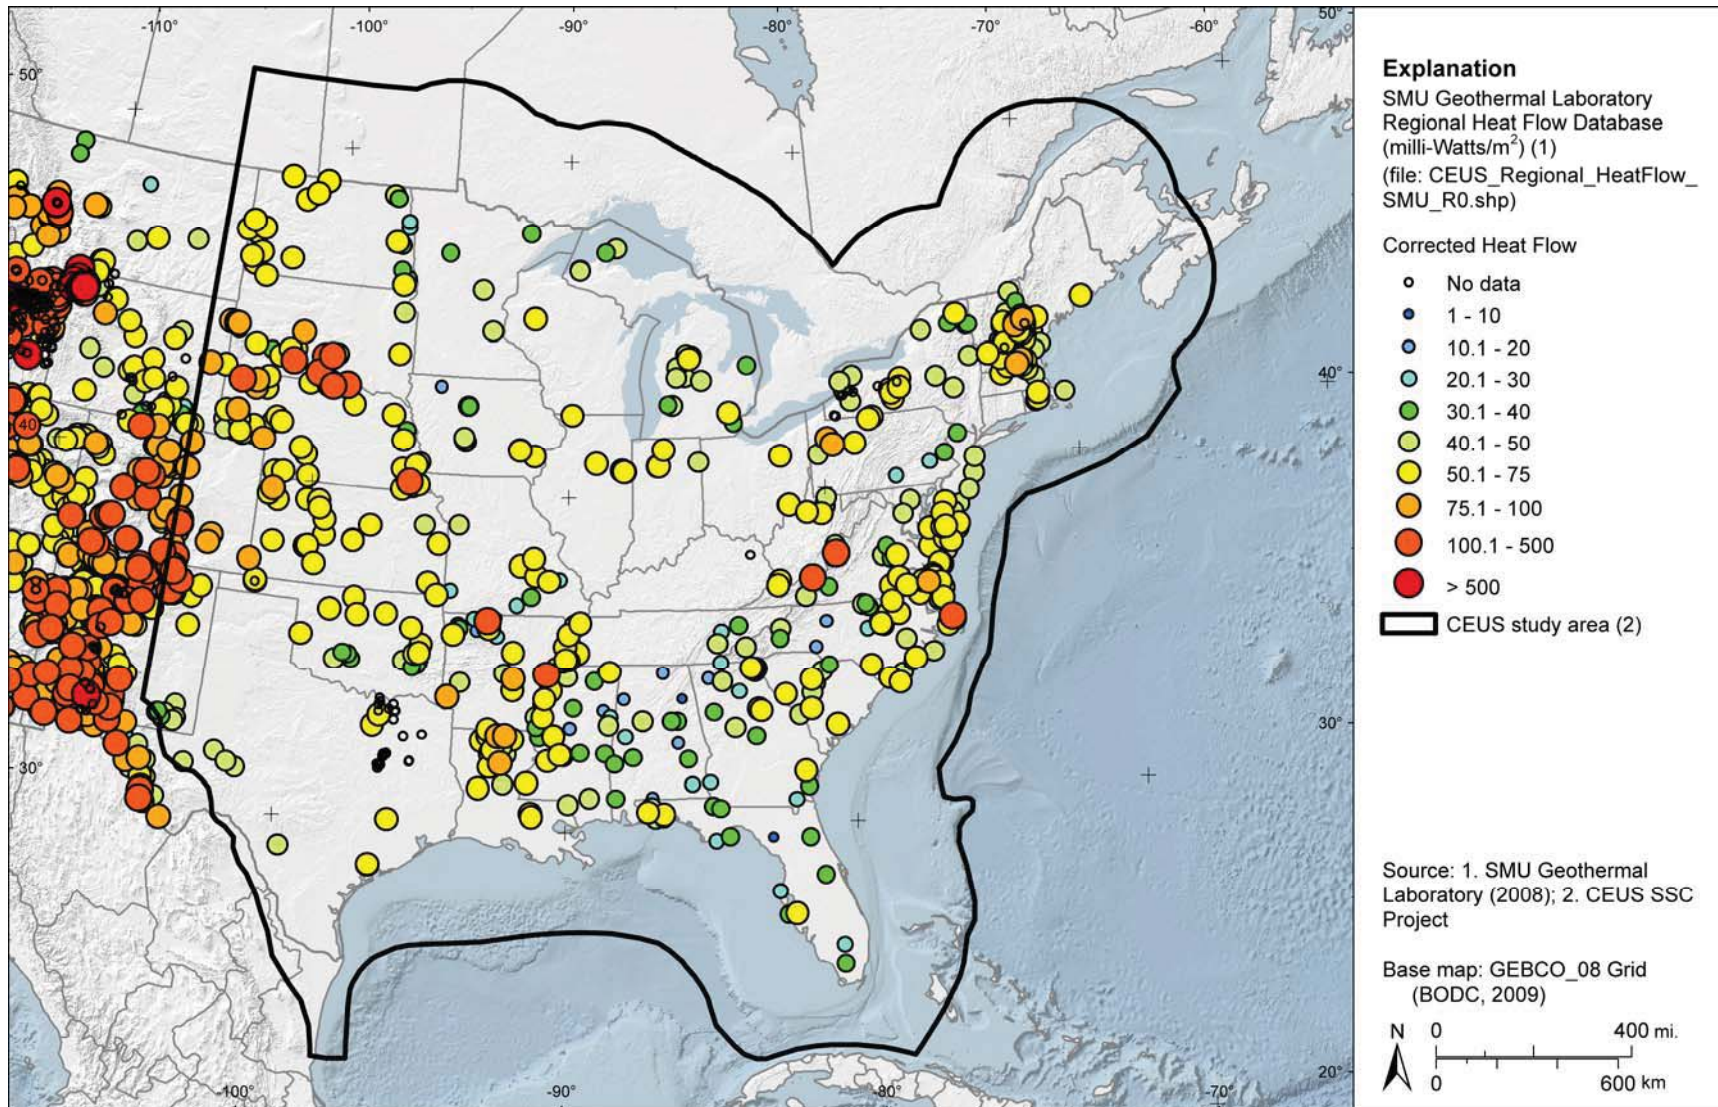 -110°
-100°
-90°
-80°
-70°
-60°
50°
50°
40°
40
30°
30°
20°
-100°
-90°
-80°
-70°
Explanation
SMU Geothermal Laboratory
Regional Heat Flow Database
(milli-Watts/m²) (1)
(file: CEUS_Regional_HeatFlow_
SMU_R0.shp)
Corrected Heat Flow
No data
1 - 10
10.1 - 20
20.1 - 30
30.1 - 40
40.1 - 50
50.1 - 75
75.1 - 100
100.1 - 500
> 500
CEUS study area (2)
Source: 1. SMU Geothermal
Laboratory (2008); 2. CEUS SSC
Project
Base map: GEBCO_08 Grid
(BODC, 2009)
N
0 400 mi.
0 600 km